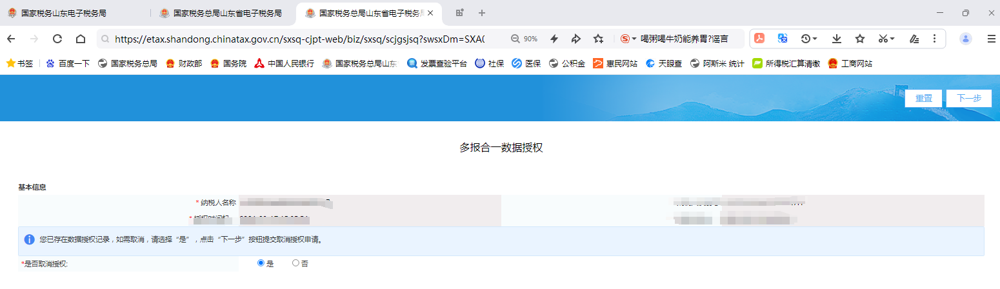 国家税务山东电子税务局
国家税务总局山东省电子税务局
国家税务总局山东省电子税务局
https://etax.shandong.chinatax.gov.cn/sxsq-cjpt-web/biz/sxsq/scjgsjsq?swsxDm=SXA0
90%
喝粥喝牛奶能养胃?谣言
书签
百度一下
国家税务总局
财政部
国务院
中国人民银行
国家税务总局山东
发票查验平台
社保
医保
公积金
惠民网站
天眼查
阿斯米 统计
所得税汇算清缴
工商网站
重置
下一步
多报合一数据授权
基本信息
* 纳税人名称
您已存在数据授权记录，如需取消，请选择“是”，点击“下一步”按钮提交取消授权申请。
*是否取消授权:
是
否